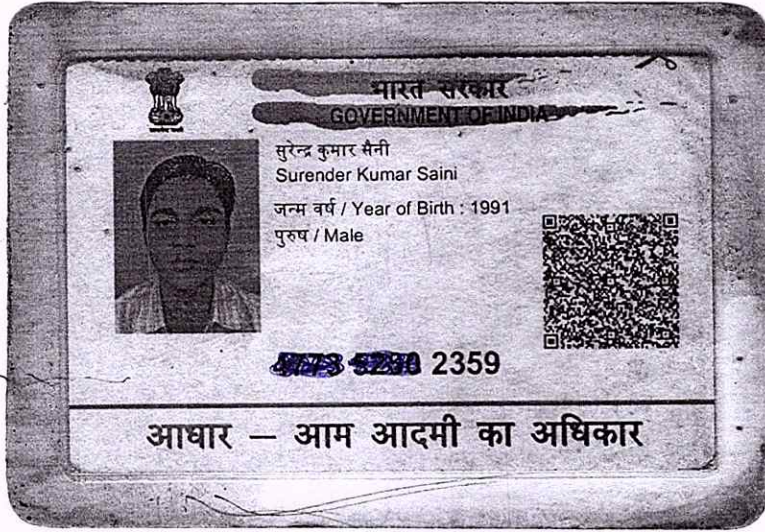 भारत सरकार
GOVERNMENT OF INDIA
सुरेन्द्र कुमार सैनी
Surender Kumar Saini
जन्म वर्ष / Year of Birth : 1991
पुरुष / Male
2359
आधार – आम आदमी का अधिकार